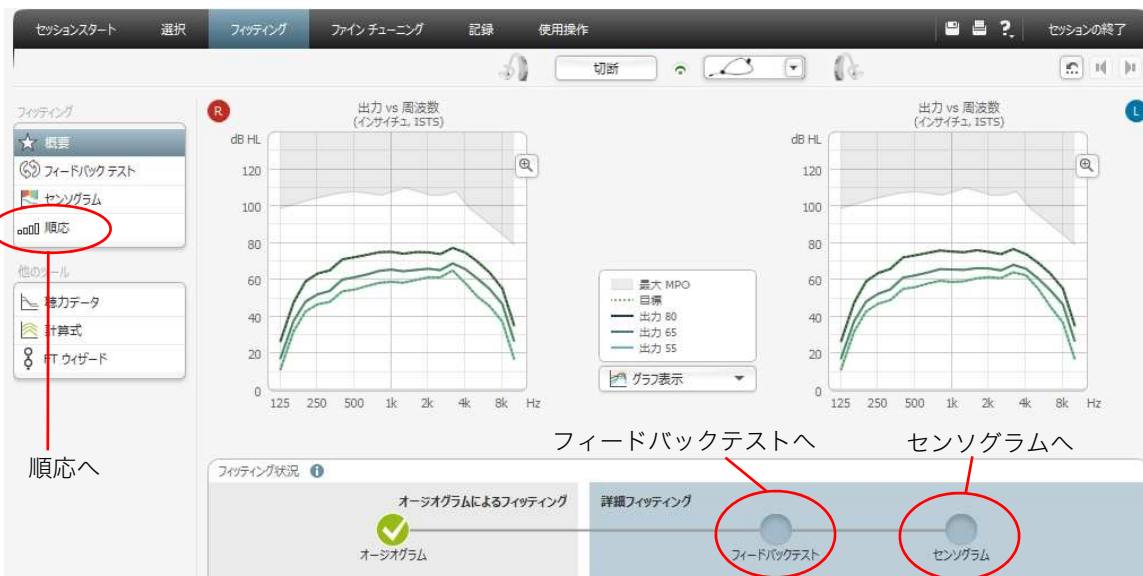 セッションスタート 選択 フィッティング ファイン チューニング 記録 使用操作 ?. セッションの終了
切断
フィッティング
概要
フィードバック テスト
センソグラム
順応
他のツール
聴力データ
計算式
FT ウィザード
順応へ
R
出力 vs 周波数
(インサイチュ, ISTS)
dB HL
120
100
80
60
40
20
0
125 250 500 1k 2k 4k 8k Hz
最大 MPO
目標
出力 80
出力 65
出力 55
グラフ表示
L
出力 vs 周波数
(インサイチュ, ISTS)
dB HL
120
100
80
60
40
20
0
125 250 500 1k 2k 4k 8k Hz
フィードバックテストへ センソグラムへ
フィッティング状況
オージオグラムによるフィッティング 詳細フィッティング
オージオグラム フィードバックテスト センソグラム